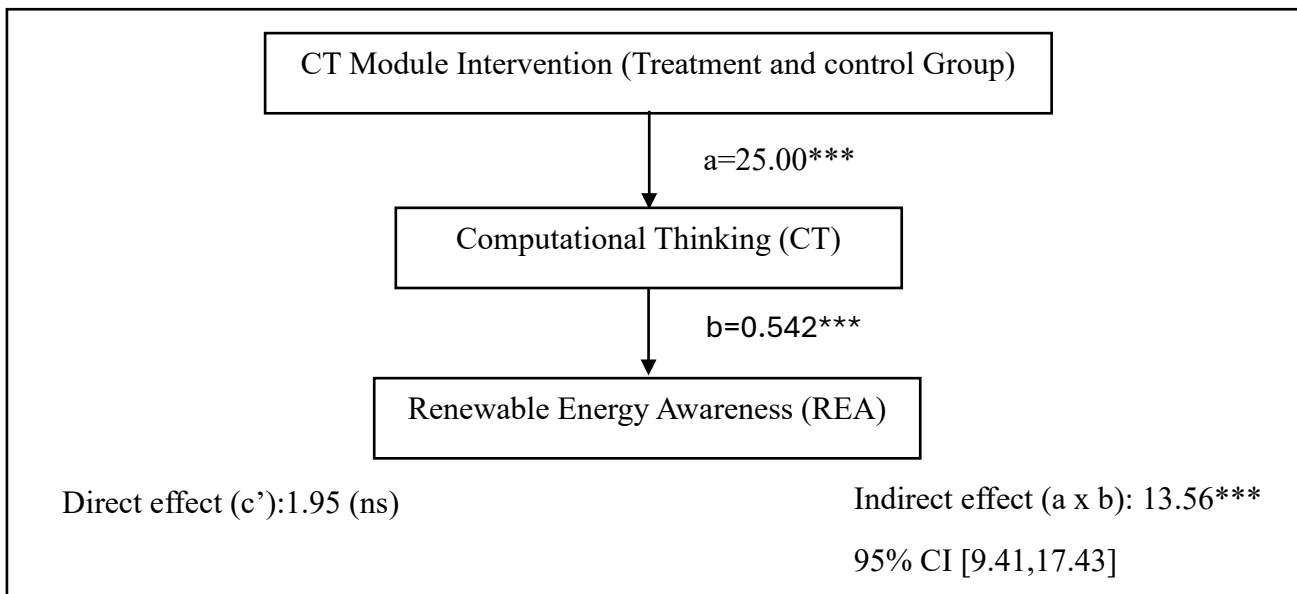 CT Module Intervention (Treatment and control Group)
a=25.00***
Computational Thinking (CT)
b=0.542***
Renewable Energy Awareness (REA)
Direct effect (c’):1.95 (ns)
Indirect effect (a x b): 13.56***
95% CI [9.41,17.43]